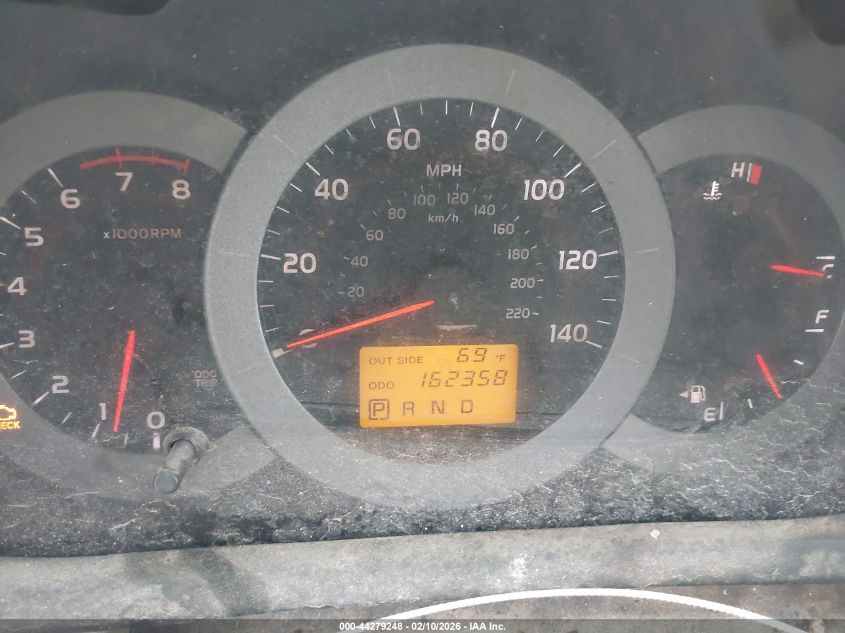 x1000RPM
0
1
2
3
4
5
6
7
8
ODO
TRIP
CHECK
MPH
20
40
60
80
100
120
140
km/h
20
40
60
80
100
120
140
160
180
200
220
OUT SIDE 69 °F
ODO 162358
P R N D
H
F
E
000-44279248 - 02/10/2026 - IAA Inc.